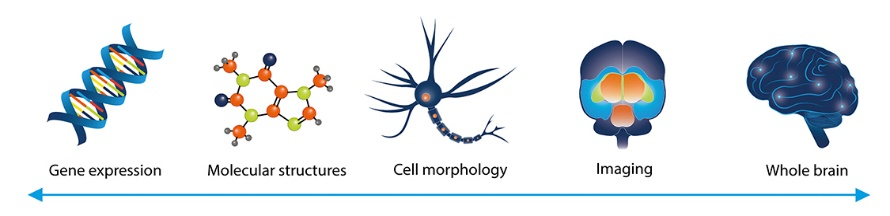 Gene expression
Molecular structures
Cell morphology
Imaging
Whole brain